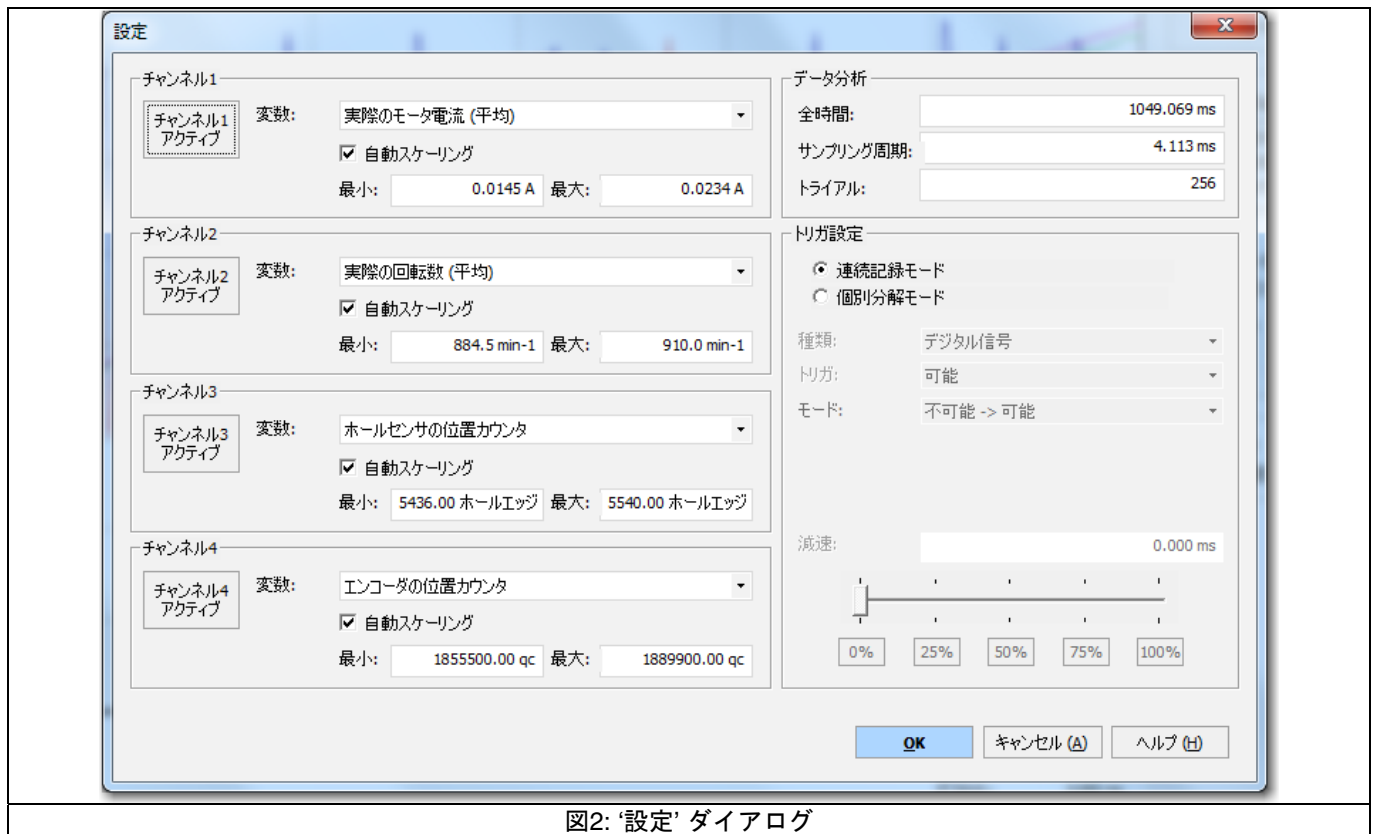 設定
チャンネル1
チャンネル1
アクティブ
変数:
実際のモータ電流 (平均)
自動スケーリング
最小: 0.0145 A 最大: 0.0234 A
チャンネル2
チャンネル2
アクティブ
変数:
実際の回転数 (平均)
自動スケーリング
最小: 884.5 min-1 最大: 910.0 min-1
チャンネル3
チャンネル3
アクティブ
変数:
ホールセンサの位置カウンタ
自動スケーリング
最小: 5436.00 ホールエッジ 最大: 5540.00 ホールエッジ
チャンネル4
チャンネル4
アクティブ
変数:
エンコーダの位置カウンタ
自動スケーリング
最小: 1855500.00 qc 最大: 1889900.00 qc
データ分析
全時間: 1049.069 ms
サンプリング周期: 4.113 ms
トライアル: 256
トリガ設定
連続記録モード
個別分解モード
種類: デジタル信号
トリガ: 可能
モード: 不可能 -> 可能
減速: 0.000 ms
0% 25% 50% 75% 100%
OK キャンセル (A) ヘルプ (H)
図2: ‘設定’ ダイアログ